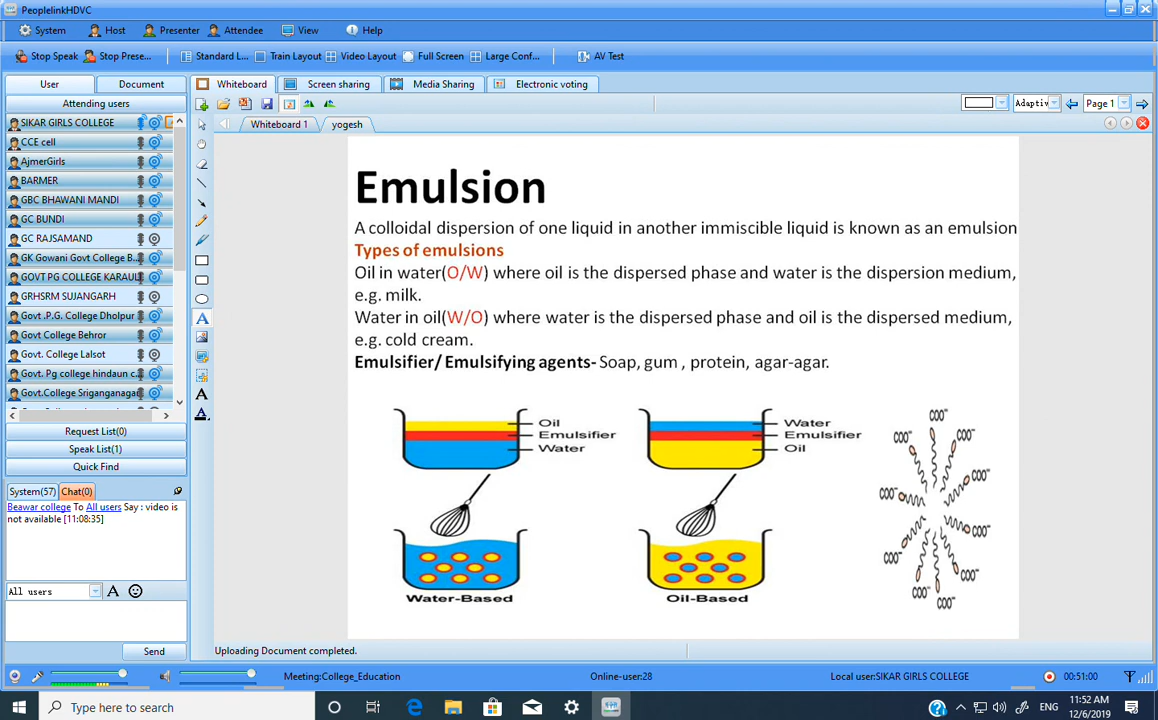 PeoplelinkHDVC
System Host Presenter Attendee View Help
Stop Speak Stop Prese... Standard L... Train Layout Video Layout Full Screen Large Conf... AV Test
User Document
Whiteboard Screen sharing Media Sharing Electronic voting
Attending users
Adaptiv Page 1
Whiteboard 1 yogesh
SIKAR GIRLS COLLEGE
CCE cell
AjmerGirls
BARMER
GBC BHAWANI MANDI
GC BUNDI
GC RAJSAMAND
GK Gowani Govt College B...
GOVT PG COLLEGE KARAULI
GRHSRM SUJANGARH
Govt .P.G. College Dholpur
Govt College Behror
Govt. College Lalsot
Govt. Pg college hindaun c...
Govt.College Sriganganagar
Request List(0)
Speak List(1)
Quick Find
System(57) Chat(0)
Beawar college To All users Say : video is
not available [11:08:35]
All users A
Send
Emulsion
A colloidal dispersion of one liquid in another immiscible liquid is known as an emulsion
Types of emulsions
Oil in water(O/W) where oil is the dispersed phase and water is the dispersion medium,
e.g. milk.
Water in oil(W/O) where water is the dispersed phase and oil is the dispersed medium,
e.g. cold cream.
Emulsifier/ Emulsifying agents- Soap, gum , protein, agar-agar.
Oil
Emulsifier
Water
Water-Based
Water
Emulsifier
Oil
Oil-Based
COO⁻
COO⁻
COO⁻
COO⁻
COO⁻
COO⁻
COO⁻
COO⁻
COO⁻
COO⁻
Uploading Document completed.
Meeting:College_Education Online-user:28 Local user:SIKAR GIRLS COLLEGE 00:51:00
Type here to search
ENG
11:52 AM
12/6/2019